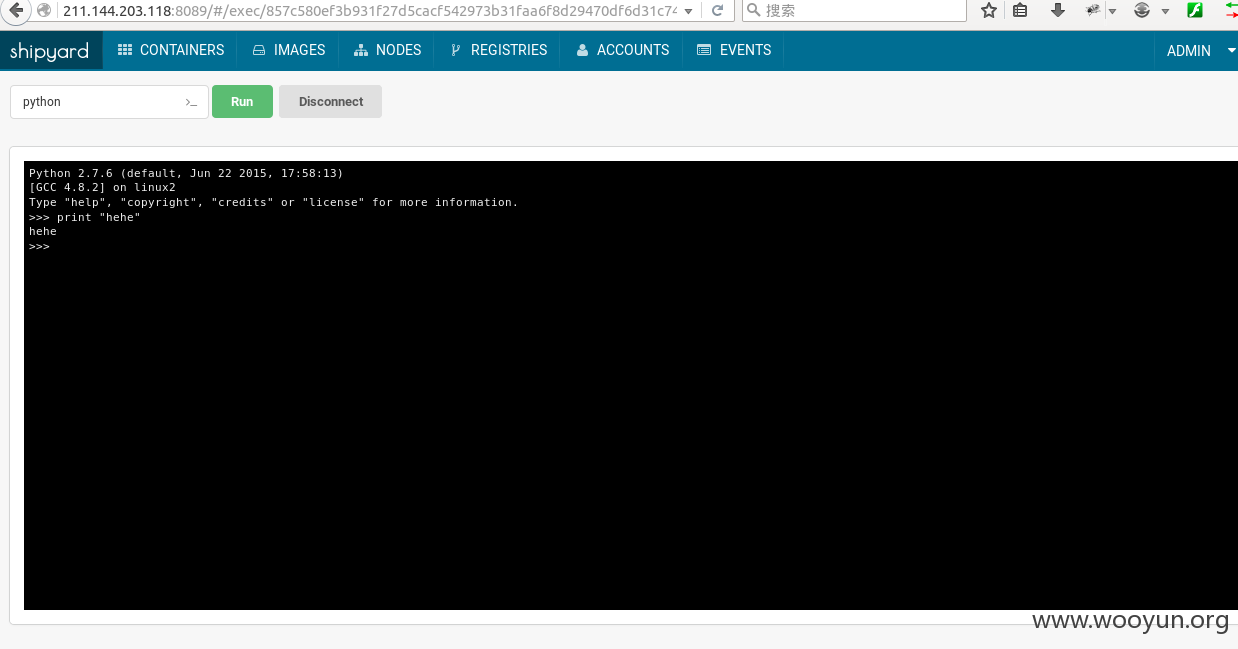 211.144.203.118:8089/#/exec/857c580ef3b931f27d5cacf542973b31faa6f8d29470df6d31c74
搜索
shipyard CONTAINERS IMAGES NODES REGISTRIES ACCOUNTS EVENTS ADMIN
python >_ Run Disconnect
Python 2.7.6 (default, Jun 22 2015, 17:58:13)
[GCC 4.8.2] on linux2
Type "help", "copyright", "credits" or "license" for more information.
>>> print "hehe"
hehe
>>>
www.wooyun.org